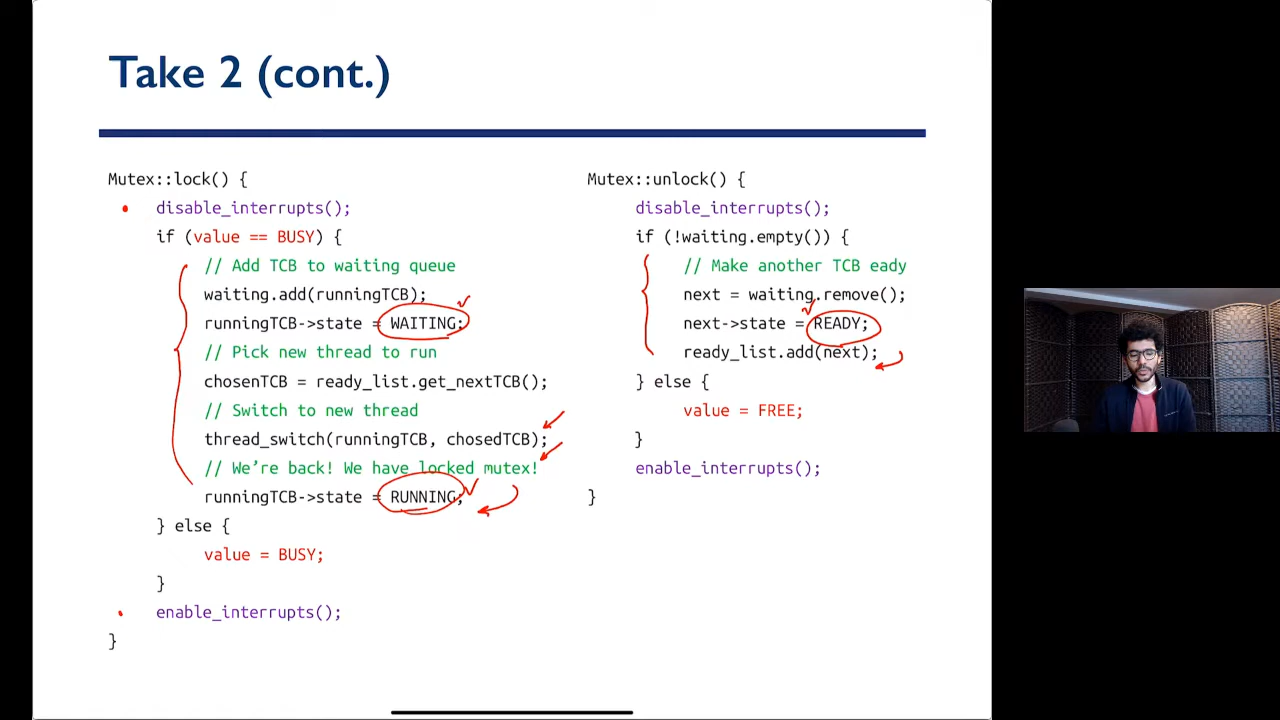 Take 2 (cont.)
Mutex::lock() {
disable_interrupts();
if (value == BUSY) {
// Add TCB to waiting queue
waiting.add(runningTCB);
runningTCB->state = WAITING;
// Pick new thread to run
chosenTCB = ready_list.get_nextTCB();
// Switch to new thread
thread_switch(runningTCB, chosedTCB);
// We're back! We have locked mutex!
runningTCB->state = RUNNING;
} else {
value = BUSY;
}
enable_interrupts();
}
Mutex::unlock() {
disable_interrupts();
if (!waiting.empty()) {
// Make another TCB eady
next = waiting.remove();
next->state = READY;
ready_list.add(next);
} else {
value = FREE;
}
enable_interrupts();
}